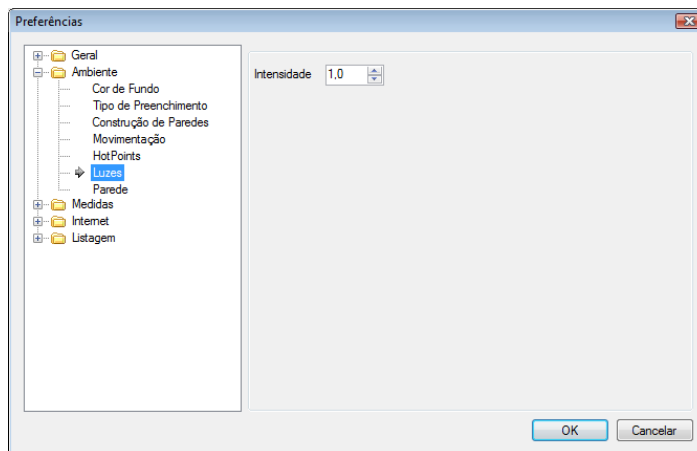 Preferências
Geral
Ambiente
Cor de Fundo
Tipo de Preenchimento
Construção de Paredes
Movimentação
HotPoints
Luzes
Parede
Medidas
Internet
Listagem
Intensidade 1,0
OK Cancelar